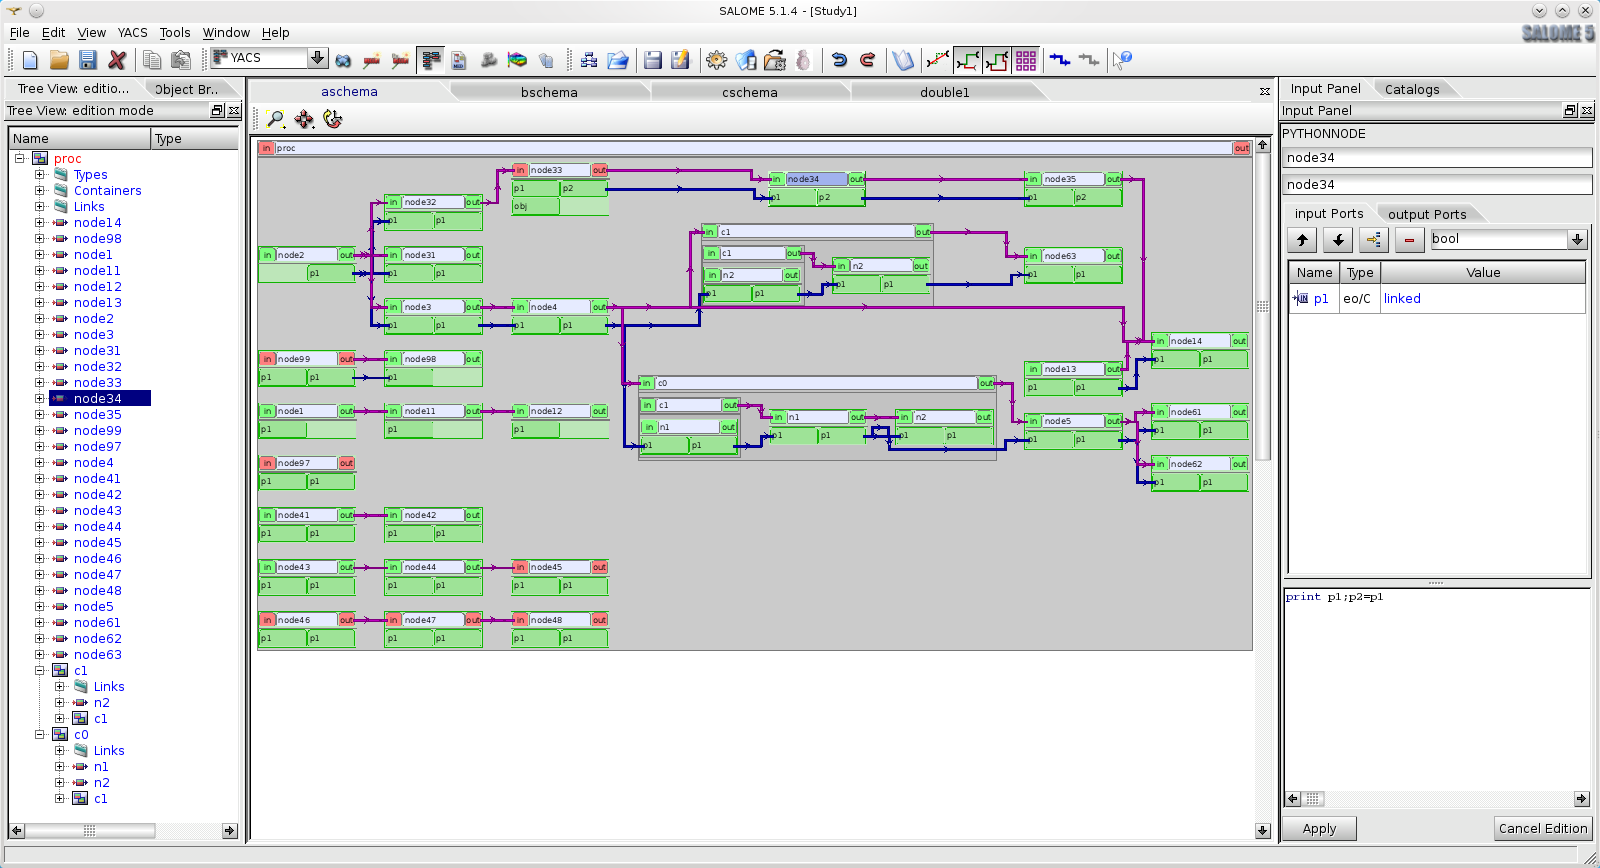 SALOME 5.1.4 - [Study1]
File Edit View YACS Tools Window Help
SALOME 5
YACS
Tree View: editio... Object Br..
Tree View: edition mode
Name Type
proc
Types
Containers
Links
node14
node98
node1
node11
node12
node13
node2
node3
node31
node32
node33
node34
node35
node99
node97
node4
node41
node42
node43
node44
node45
node46
node47
node48
node5
node61
node62
node63
c1
Links
n2
c1
c0
Links
n1
n2
c1
aschema bschema cschema double1
in proc out
in node33 out
p1 p2
obj
in node34 out
p1 p2
in node35 out
p1 p2
in node32 out
p1 p1
in c1 out
in c1 out
in n2 out
p1 p1
in n2 out
p1 p1
in node2 out
p1
in node31 out
p1 p1
in node63 out
p1 p1
in node3 out
p1 p1
in node4 out
p1 p1
in node14 out
p1 p1
in node99 out
p1 p1
in node98 out
p1
in node13 out
p1 p1
in c0 out
in c1 out
in n1 out
p1 p1
in n1 out
p1 p1
in n2 out
p1 p1
in node1 out
in node11 out
in node12 out
in node5 out
p1 p1
in node61 out
p1 p1
in node62 out
p1 p1
in node97 out
p1 p1
in node41 out
p1 p1
in node42 out
p1 p1
in node43 out
p1 p1
in node44 out
p1 p1
in node45 out
p1 p1
in node46 out
p1 p1
in node47 out
p1 p1
in node48 out
p1 p1
Input Panel Catalogs
Input Panel
PYTHONNODE
node34
node34
input Ports output Ports
bool
Name Type Value
IN p1 eo/C linked
print p1;p2=p1
Apply Cancel Edition